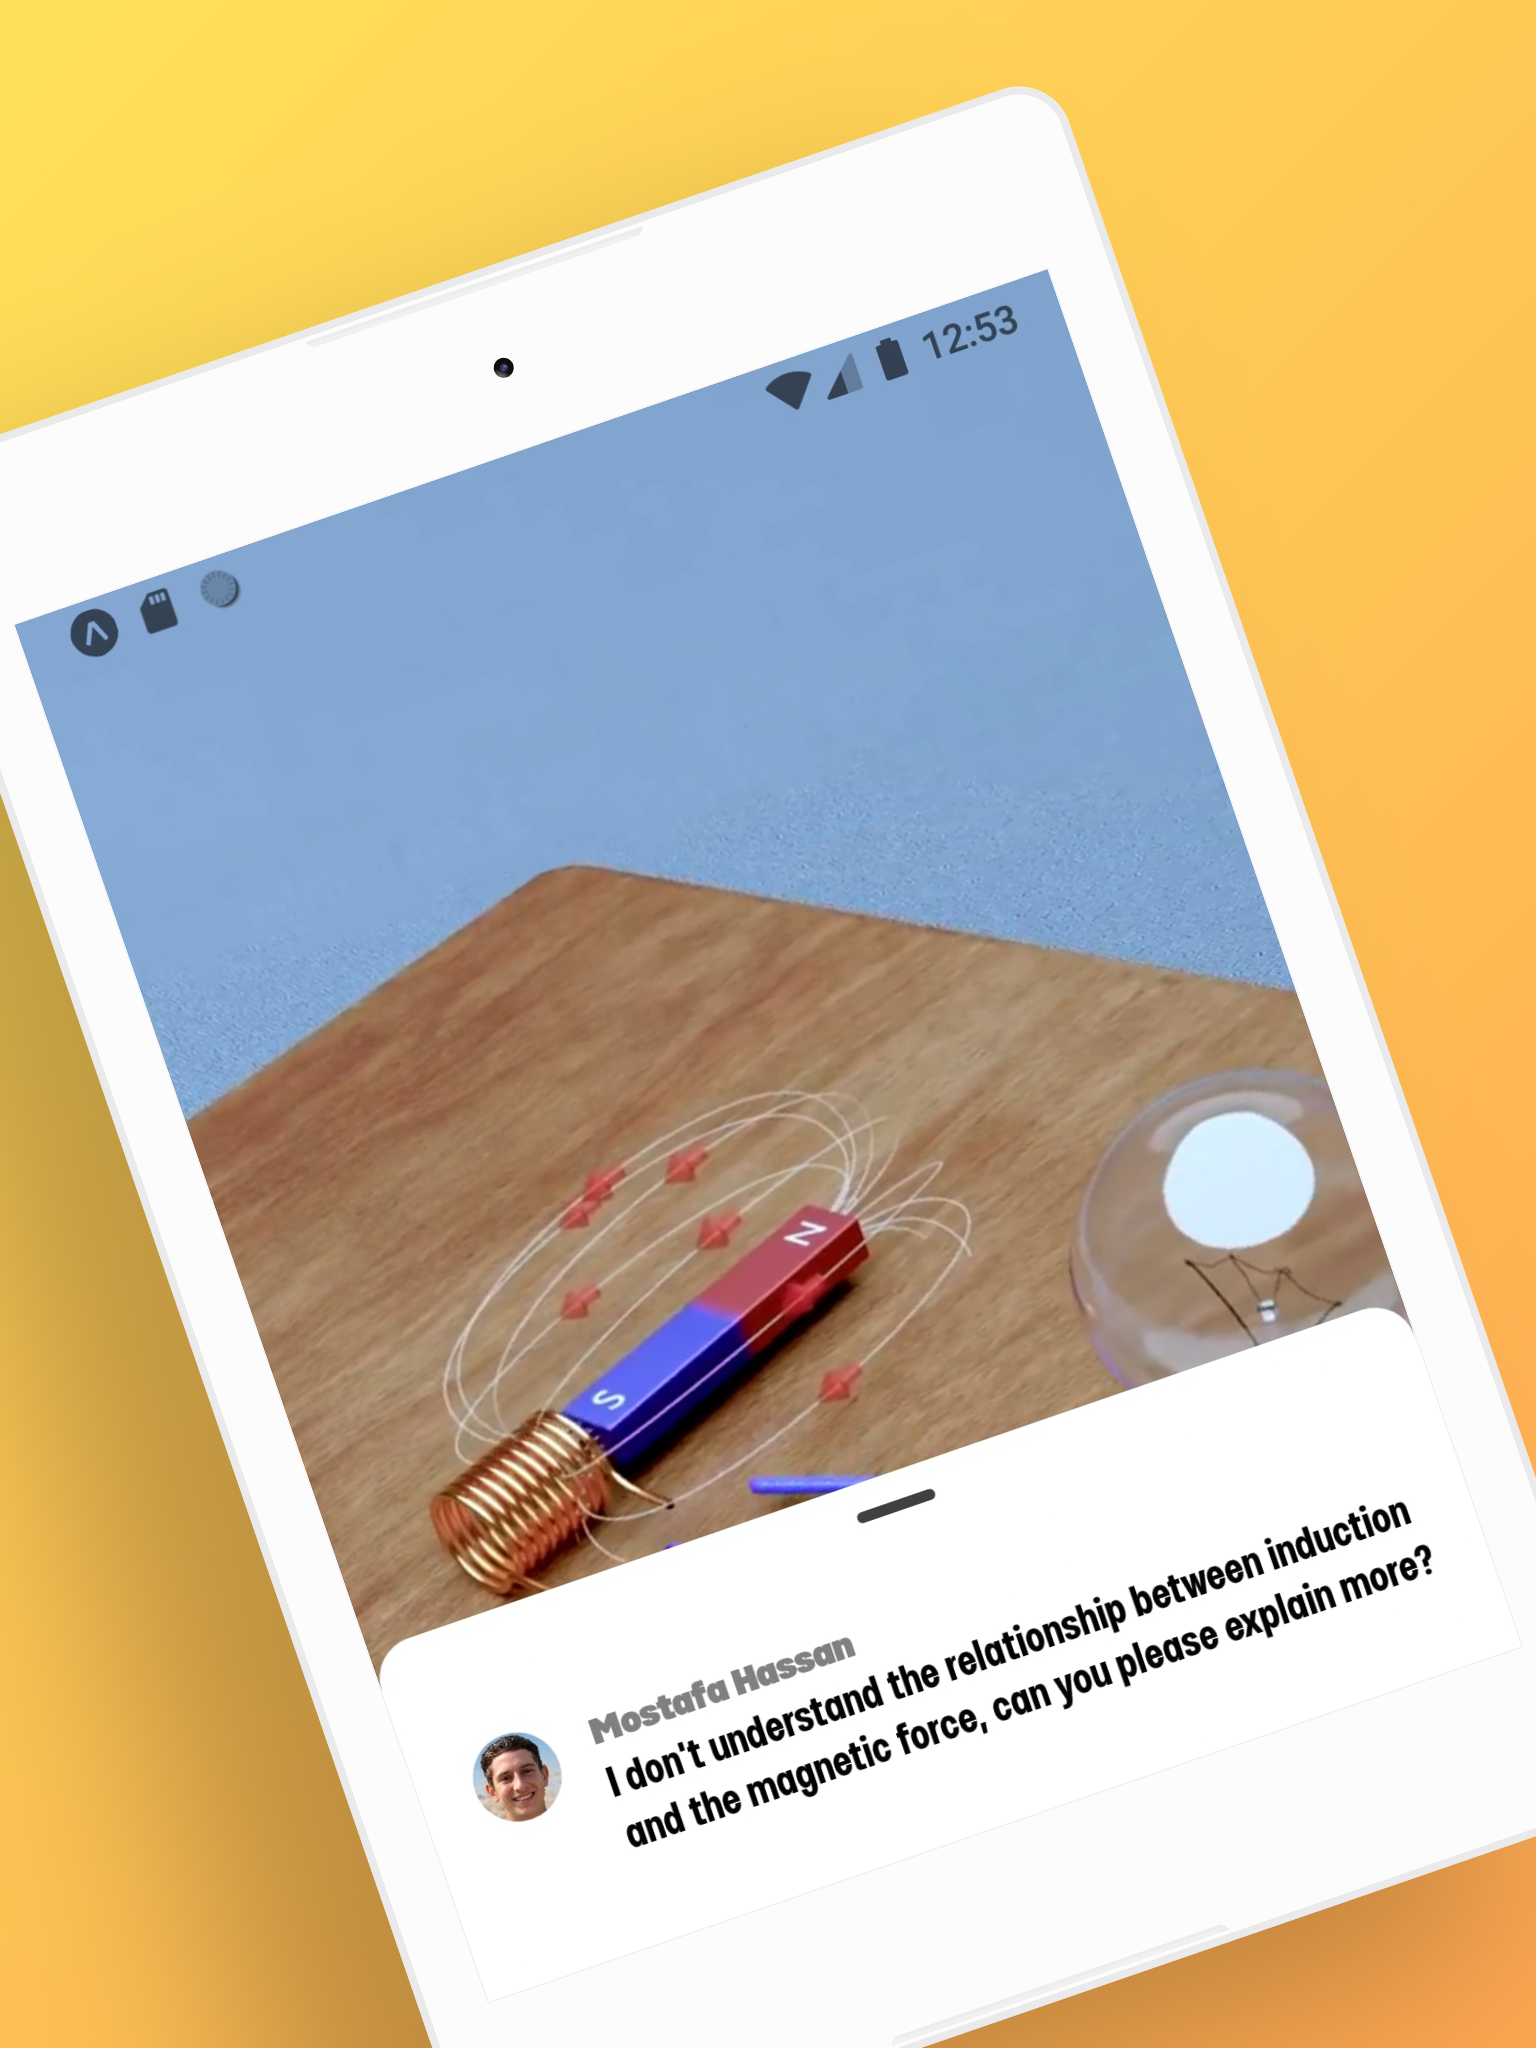 12:53
N
S
Mostafa Hassan
I don't understand the relationship between induction
and the magnetic force, can you please explain more?